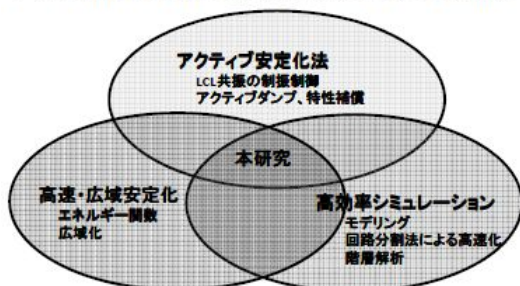 アクティブ安定化法
LCL共振の制振制御
アクティブダンプ、特性補償
本研究
高速・広域安定化
エネルギー関数
広域化
高効率シミュレーション
モデリング
回路分割法による高速化
階層解析